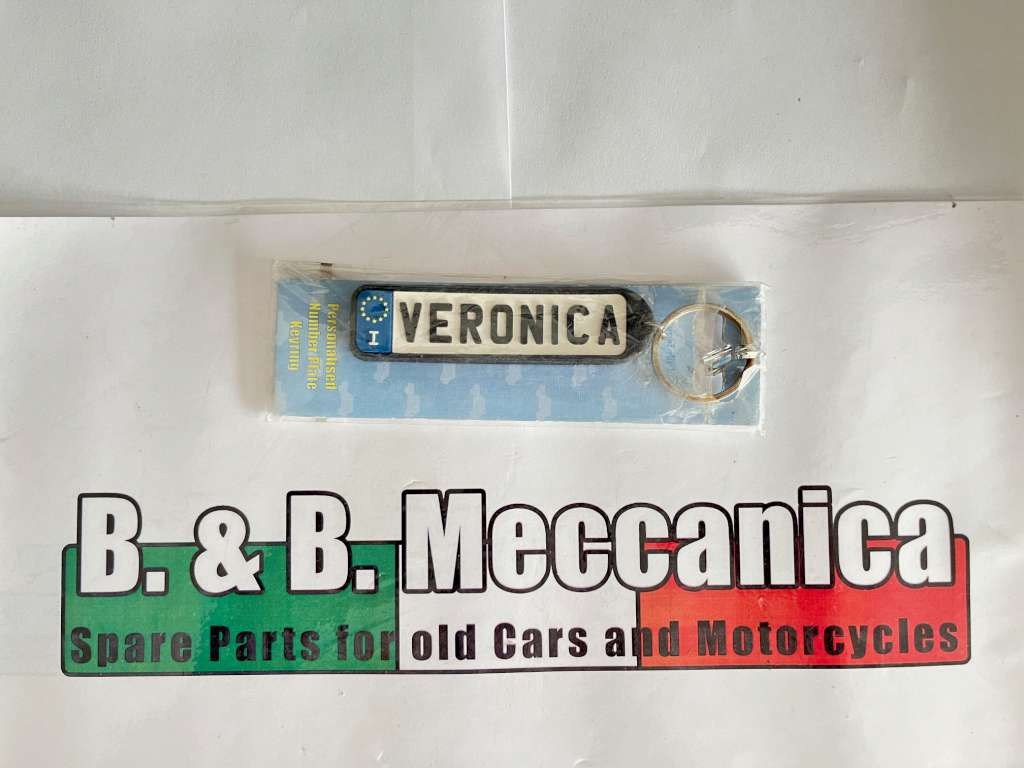 Personalised
Number Plate
Keyring
I
VERONICA
B. & B. Meccanica
Spare Parts for old Cars and Motorcycles